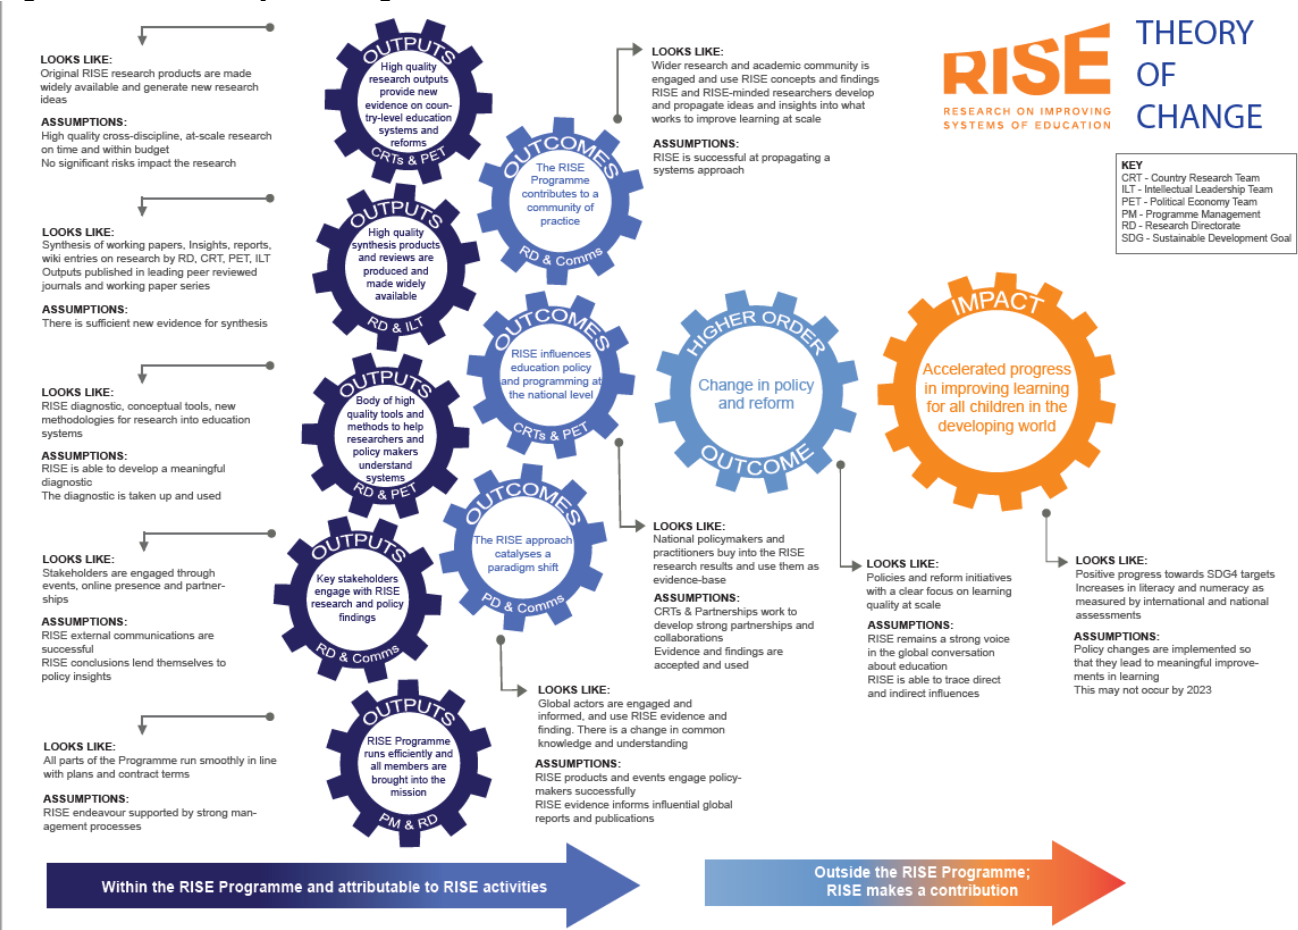 RISE
RESEARCH ON IMPROVING
SYSTEMS OF EDUCATION
THEORY
OF
CHANGE
KEY
CRT - Country Research Team
ILT - Intellectual Leadership Team
PET - Political Economy Team
PM - Programme Management
RD - Research Directorate
SDG - Sustainable Development Goal
LOOKS LIKE:
Original RISE research products are made
widely available and generate new research
ideas
ASSUMPTIONS:
High quality cross-discipline, at-scale research
on time and within budget
No significant risks impact the research
LOOKS LIKE:
Synthesis of working papers, Insights, reports,
wiki entries on research by RD, CRT, PET, ILT
Outputs published in leading peer reviewed
journals and working paper series
ASSUMPTIONS:
There is sufficient new evidence for synthesis
LOOKS LIKE:
RISE diagnostic, conceptual tools, new
methodologies for research into education
systems
ASSUMPTIONS:
RISE is able to develop a meaningful
diagnostic
The diagnostic is taken up and used
LOOKS LIKE:
Stakeholders are engaged through
events, online presence and partner-
ships
ASSUMPTIONS:
RISE external communications are
successful
RISE conclusions lend themselves to
policy insights
LOOKS LIKE:
All parts of the Programme run smoothly in line
with plans and contract terms
ASSUMPTIONS:
RISE endeavour supported by strong man-
agement processes
OUTPUTS
High quality
research outputs
provide new
evidence on coun-
try-level education
systems and
reforms
CRTs & PET
OUTPUTS
High quality
synthesis products
and reviews are
produced and
made widely
available
RD & ILT
OUTPUTS
Body of high
quality tools and
methods to help
researchers and
policy makers
understand
systems
RD & PET
OUTPUTS
Key stakeholders
engage with RISE
research and policy
findings
RD & Comms
OUTPUTS
RISE Programme
runs efficiently and
all members are
brought into the
mission
PM & RD
OUTCOMES
The RISE
Programme
contributes to a
community of
practice
RD & Comms
OUTCOMES
RISE influences
education policy
and programming at
the national level
CRTs & PET
OUTCOMES
The RISE approach
catalyses a
paradigm shift
PD & Comms
LOOKS LIKE:
Wider research and academic community is
engaged and use RISE concepts and findings
RISE and RISE-minded researchers develop
and propagate ideas and insights into what
works to improve learning at scale
ASSUMPTIONS:
RISE is successful at propagating a
systems approach
LOOKS LIKE:
National policymakers and
practitioners buy into the RISE
research results and use them as
evidence-base
ASSUMPTIONS:
CRTs & Partnerships work to
develop strong partnerships and
collaborations
Evidence and findings are
accepted and used
LOOKS LIKE:
Global actors are engaged and
informed, and use RISE evidence and
finding. There is a change in common
knowledge and understanding
ASSUMPTIONS:
RISE products and events engage policy-
makers successfully
RISE evidence informs influential global
reports and publications
HIGHER ORDER
Change in policy
and reform
OUTCOME
LOOKS LIKE:
Policies and reform initiatives
with a clear focus on learning
quality at scale
ASSUMPTIONS:
RISE remains a strong voice
in the global conversation
about education
RISE is able to trace direct
and indirect influences
IMPACT
Accelerated progress
in improving learning
for all children in the
developing world
LOOKS LIKE:
Positive progress towards SDG4 targets
Increases in literacy and numeracy as
measured by international and national
assessments
ASSUMPTIONS:
Policy changes are implemented so
that they lead to meaningful improve-
ments in learning
This may not occur by 2023
Within the RISE Programme and attributable to RISE activities
Outside the RISE Programme;
RISE makes a contribution